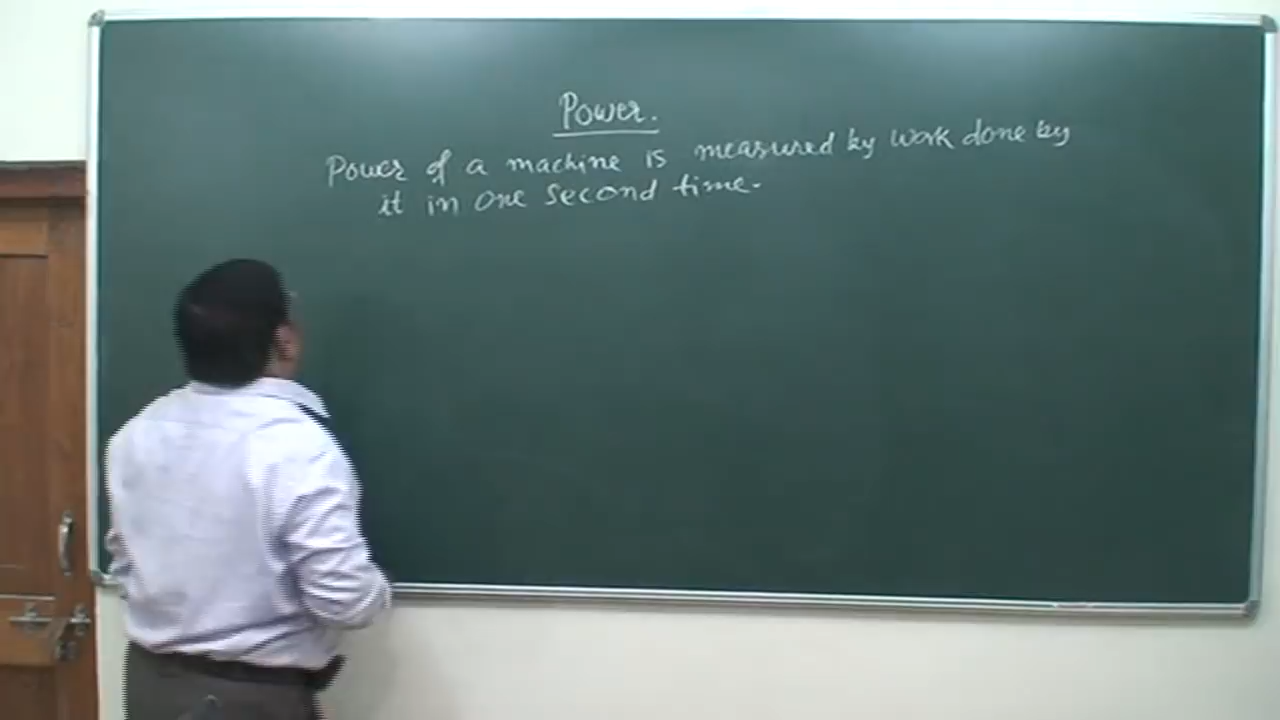 Power.
Power of a machine is measured by work done by
it in one second time.